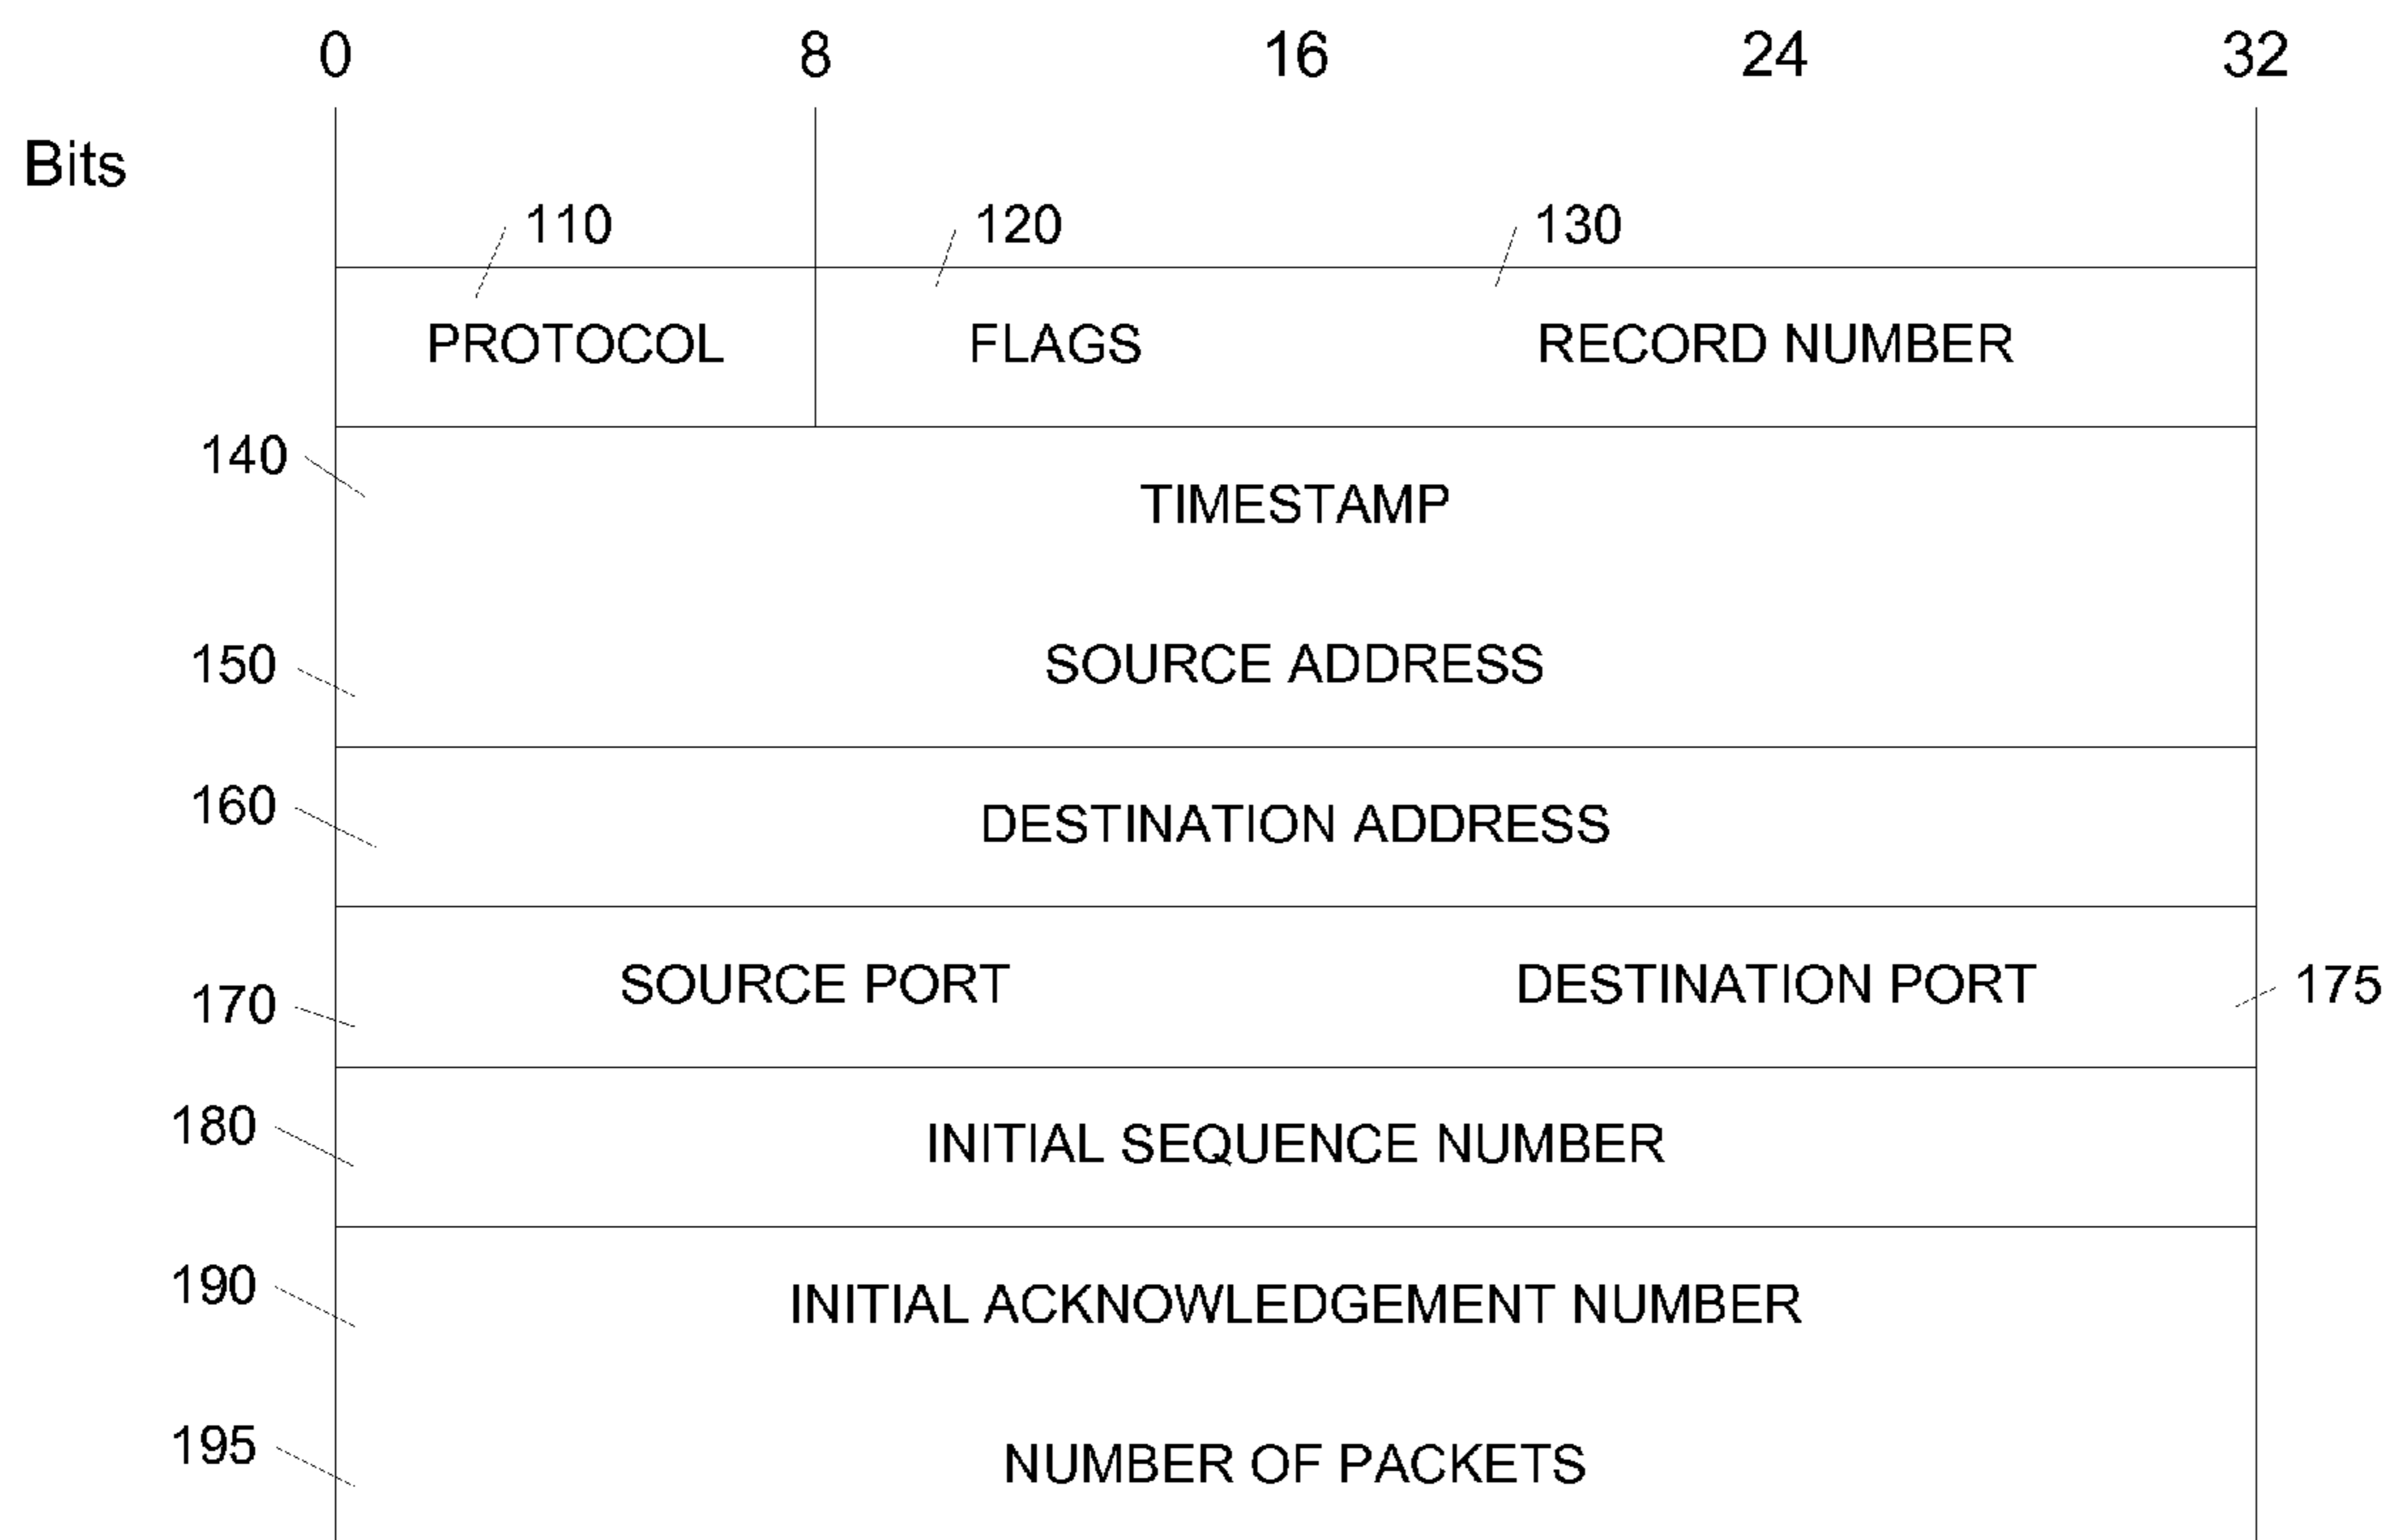 0 8 16 24 32
Bits
110 120 130
PROTOCOL FLAGS RECORD NUMBER
140
TIMESTAMP
150 SOURCE ADDRESS
160 DESTINATION ADDRESS
SOURCE PORT DESTINATION PORT 175
170
180 INITIAL SEQUENCE NUMBER
190 INITIAL ACKNOWLEDGEMENT NUMBER
195 NUMBER OF PACKETS